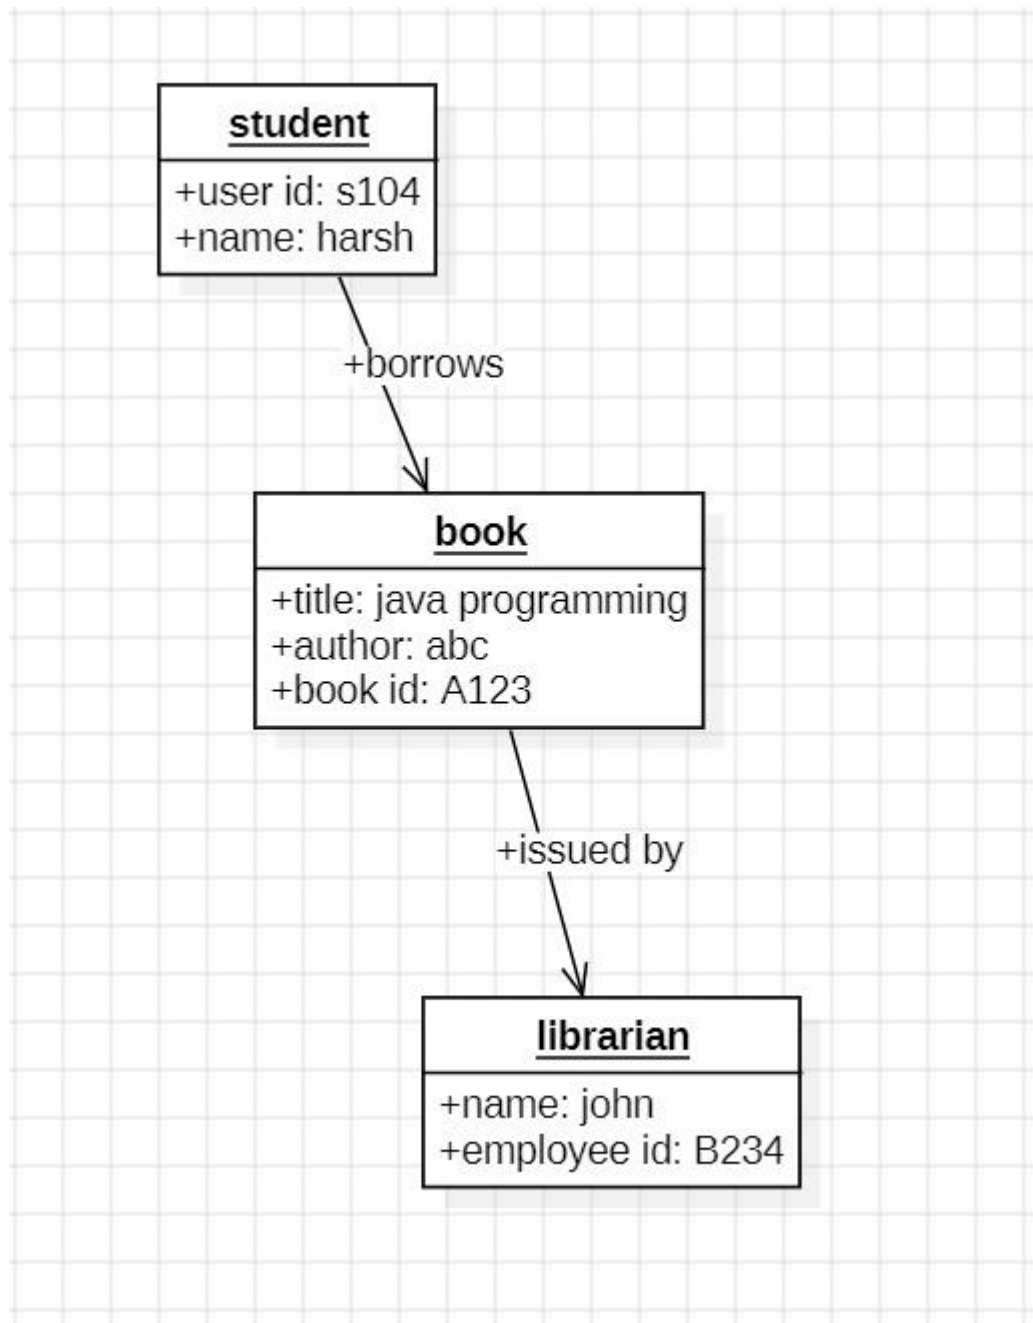 student
+user id: s104
+name: harsh
+borrows
book
+title: java programming
+author: abc
+book id: A123
+issued by
librarian
+name: john
+employee id: B234